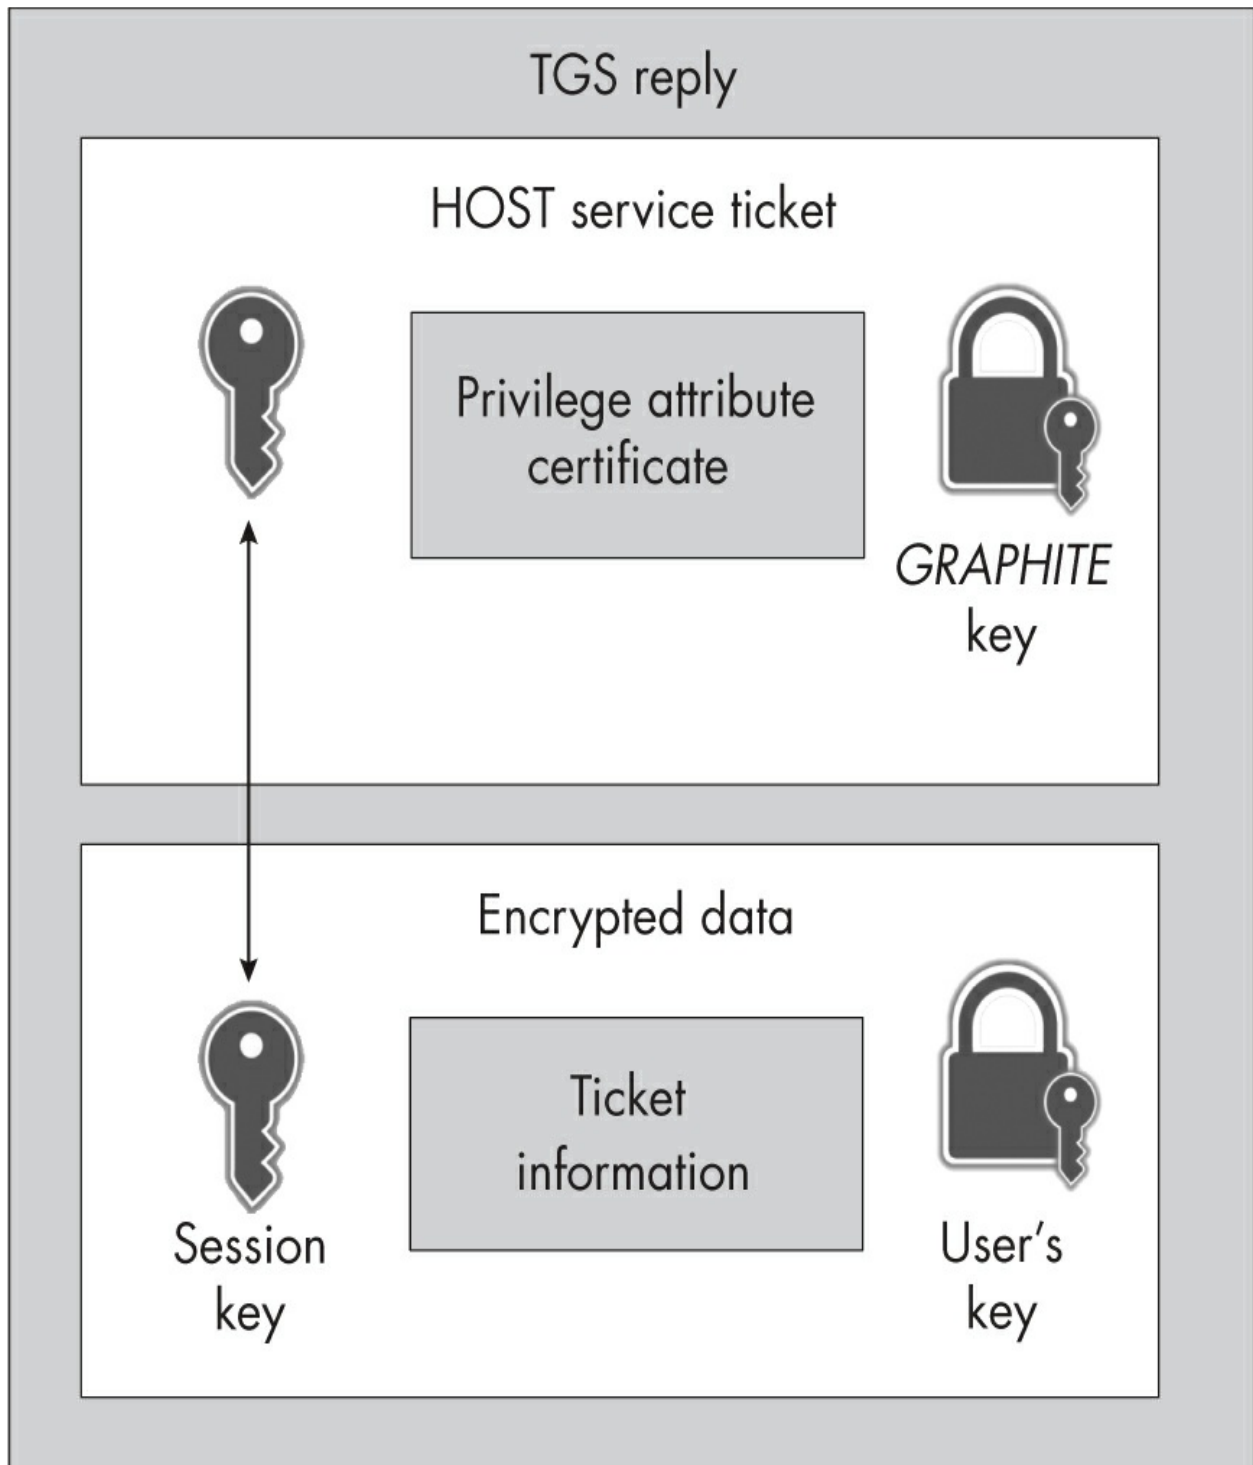 TGS reply
HOST service ticket
Privilege attribute
certificate
GRAPHITE
key
Encrypted data
Ticket
information
Session
key
User's
key